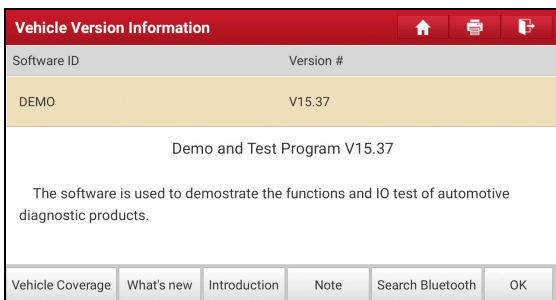 Vehicle Version Information
Software ID Version #
DEMO V15.37
Demo and Test Program V15.37
The software is used to demostrate the functions and IO test of automotive
diagnostic products.
Vehicle Coverage What's new Introduction Note Search Bluetooth OK